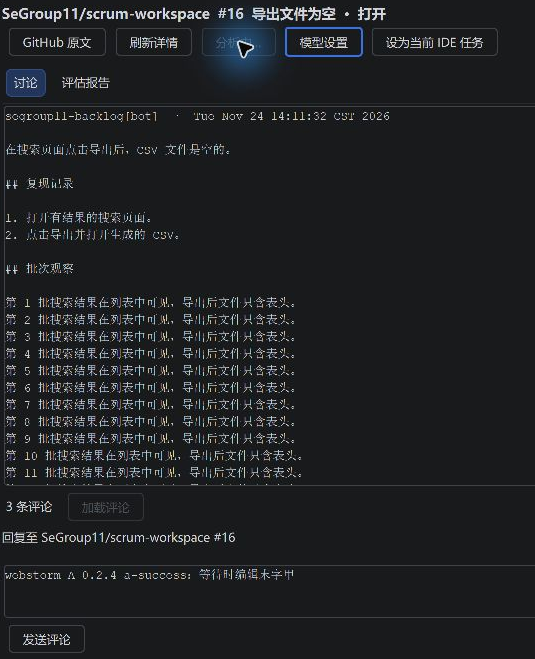 SeGroup11/scrum-workspace #16 导出文件为空 • 打开
GitHub 原文 刷新详情 分析中... 模型设置 设为当前 IDE 任务
讨论 评估报告
segroup11-backlog[bot] · Tue Nov 24 14:11:32 CST 2026
在搜索页面点击导出后，CSV 文件是空的。
## 复现记录
1. 打开有结果的搜索页面。
2. 点击导出并打开生成的 CSV。
## 批次观察
第 1 批搜索结果在列表中可见，导出后文件只含表头。
第 2 批搜索结果在列表中可见，导出后文件只含表头。
第 3 批搜索结果在列表中可见，导出后文件只含表头。
第 4 批搜索结果在列表中可见，导出后文件只含表头。
第 5 批搜索结果在列表中可见，导出后文件只含表头。
第 6 批搜索结果在列表中可见，导出后文件只含表头。
第 7 批搜索结果在列表中可见，导出后文件只含表头。
第 8 批搜索结果在列表中可见，导出后文件只含表头。
第 9 批搜索结果在列表中可见，导出后文件只含表头。
第 10 批搜索结果在列表中可见，导出后文件只含表头。
第 11 批搜索结果在列表中可见，导出后文件只含表头。
3 条评论 加载评论
回复至 SeGroup11/scrum-workspace #16
webstorm A 0.2.4 a-success：等待时编辑未字甲
发送评论